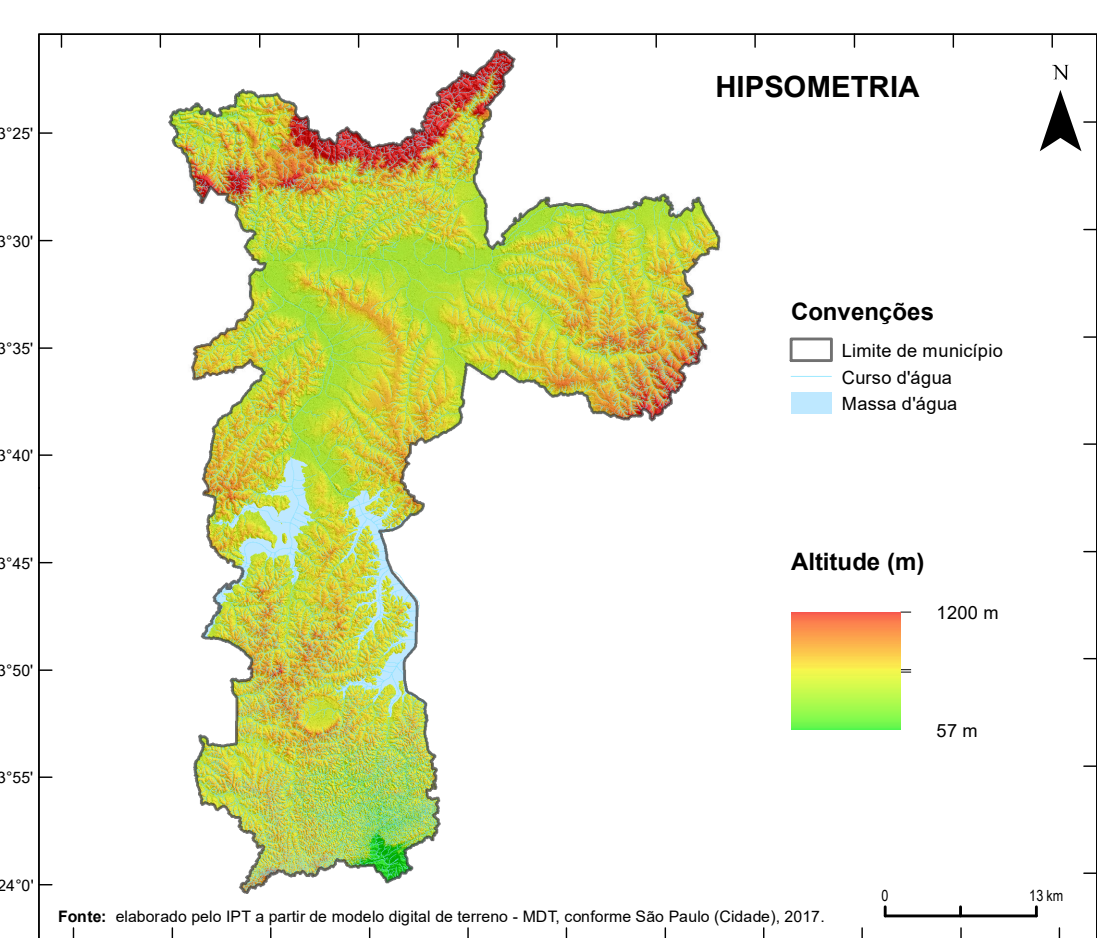 HIPSOMETRIA
N
3°25'
3°30'
3°35'
3°40'
3°45'
3°50'
3°55'
24°0'
Convenções
Limite de município
Curso d'água
Massa d'água
Altitude (m)
1200 m
57 m
0 13 km
Fonte: elaborado pelo IPT a partir de modelo digital de terreno - MDT, conforme São Paulo (Cidade), 2017.